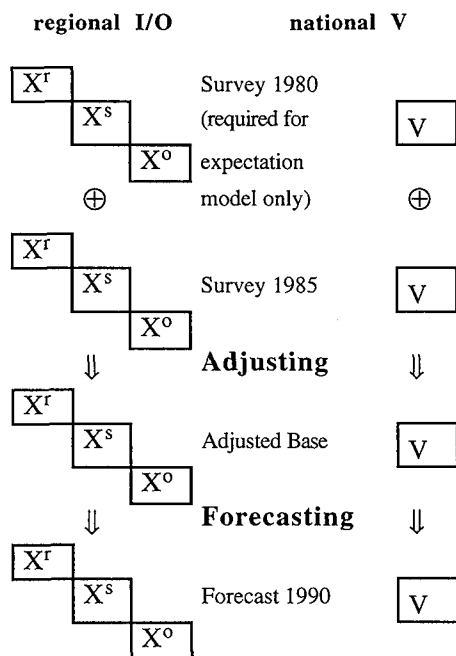 regional I/O national V
X^r Survey 1980
X^s (required for V
X^o expectation
⊕ model only) ⊕
X^r
X^s Survey 1985 V
X^o
⇓ Adjusting ⇓
X^r
X^s Adjusted Base V
X^o
⇓ Forecasting ⇓
X^r
X^s Forecast 1990 V
X^o